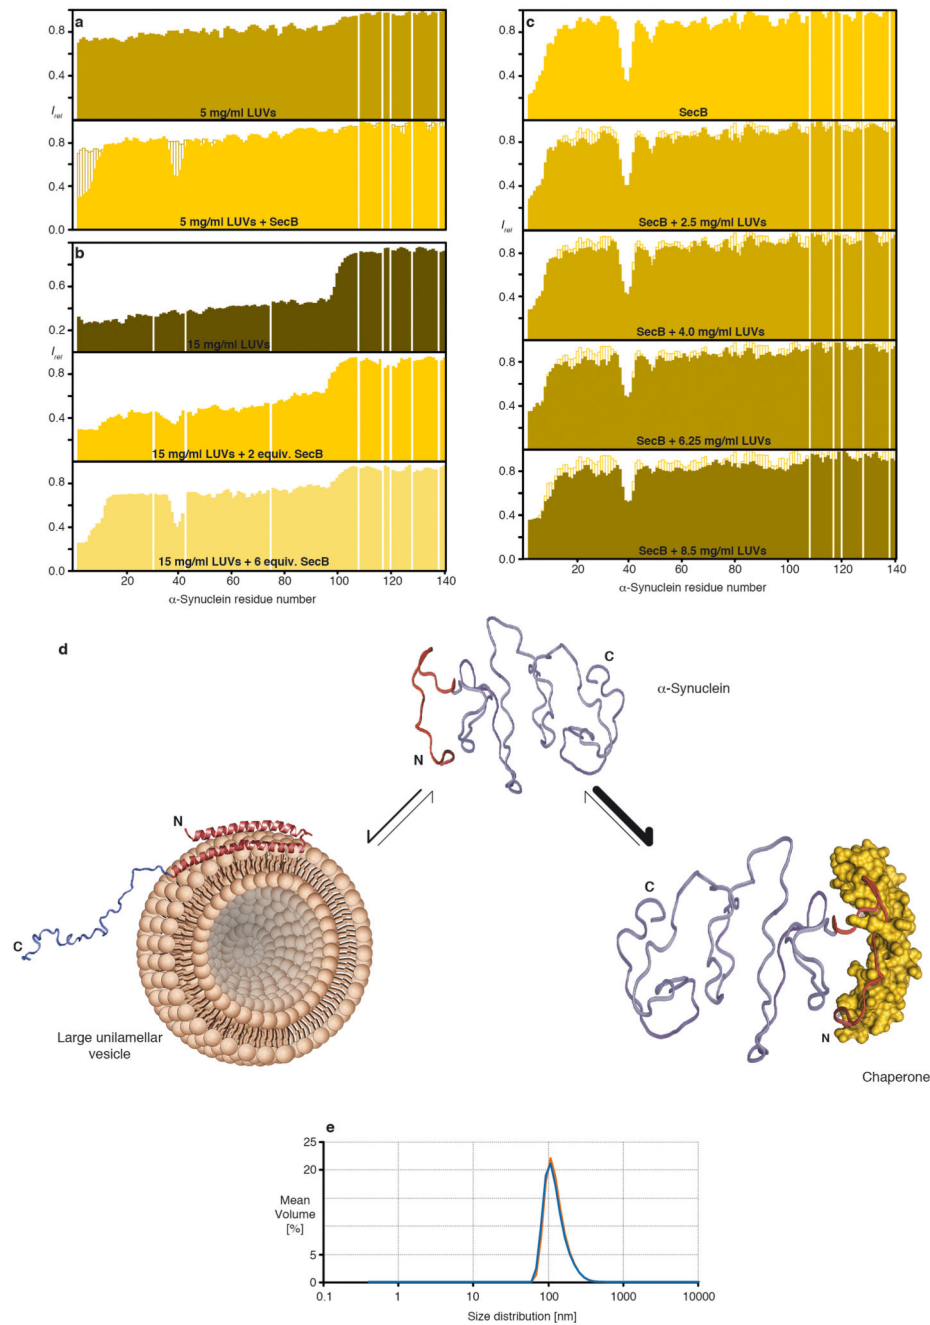 a
0.8
0.4
Irel
5 mg/ml LUVs
0.8
0.4
0.0
5 mg/ml LUVs + SecB
b
0.6
0.2
Irel
15 mg/ml LUVs
0.8
0.4
15 mg/ml LUVs + 2 equiv. SecB
0.8
0.4
0.0
15 mg/ml LUVs + 6 equiv. SecB
20 40 60 80 100 120 140
α-Synuclein residue number
c
0.8
0.4
SecB
0.8
0.4
Irel
SecB + 2.5 mg/ml LUVs
0.8
0.4
SecB + 4.0 mg/ml LUVs
0.8
0.4
SecB + 6.25 mg/ml LUVs
0.8
0.4
0.0
SecB + 8.5 mg/ml LUVs
20 40 60 80 100 120 140
α-Synuclein residue number
d
C
α-Synuclein
N
N
C
Large unilamellar
vesicle
C
N
Chaperone
e
25
20
Mean
Volume
[%]
5
0
0.1 1 10 100 1000 10000
Size distribution [nm]